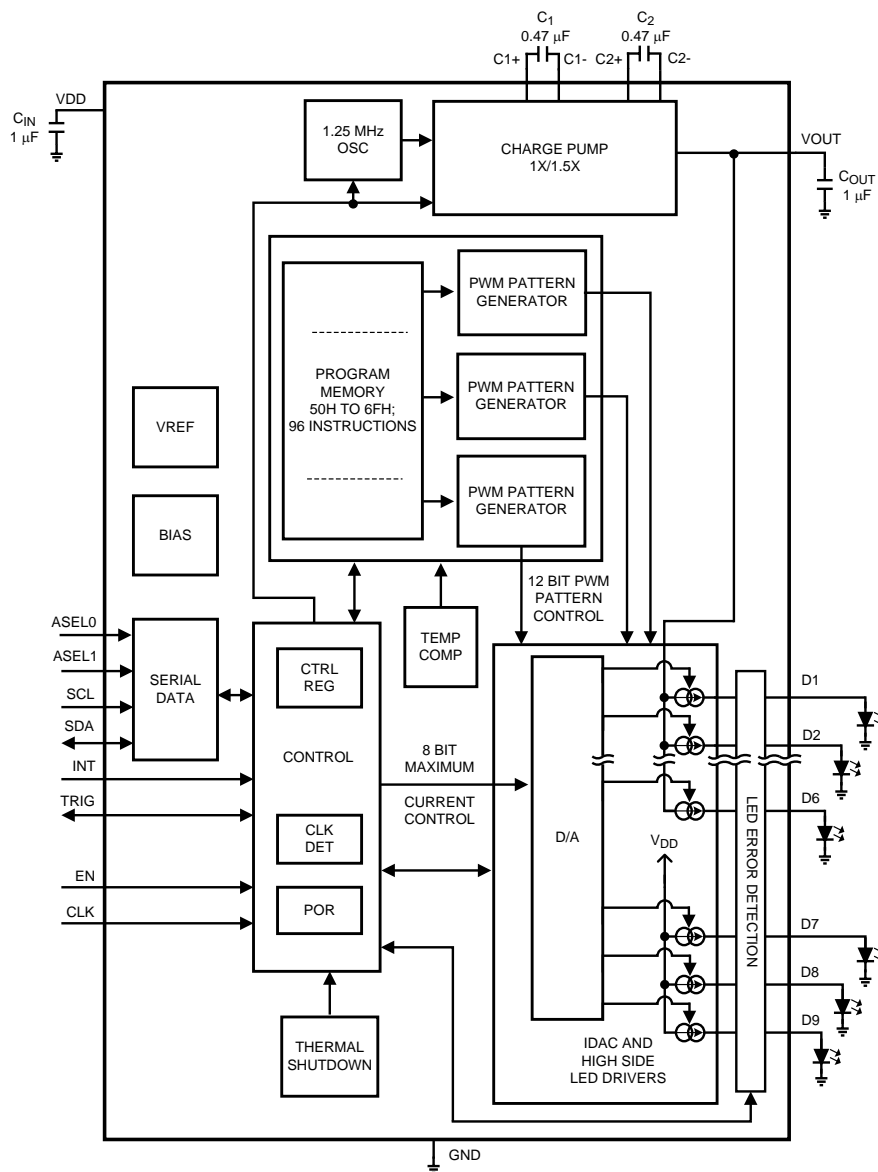 C1
0.47 µF
C1+
C1-
C2
0.47 µF
C2+
C2-
VDD
CIN
1 µF
1.25 MHz
OSC
CHARGE PUMP
1X/1.5X
VOUT
COUT
1 µF
PROGRAM
MEMORY
50H TO 6FH;
96 INSTRUCTIONS
PWM PATTERN
GENERATOR
PWM PATTERN
GENERATOR
PWM PATTERN
GENERATOR
VREF
BIAS
12 BIT PWM
PATTERN
CONTROL
TEMP
COMP
ASEL0
ASEL1
SCL
SDA
INT
TRIG
EN
CLK
SERIAL
DATA
CTRL
REG
CONTROL
CLK
DET
POR
8 BIT
MAXIMUM
CURRENT
CONTROL
D/A
VDD
IDAC AND
HIGH SIDE
LED DRIVERS
LED ERROR DETECTION
D1
D2
D6
D7
D8
D9
THERMAL
SHUTDOWN
GND